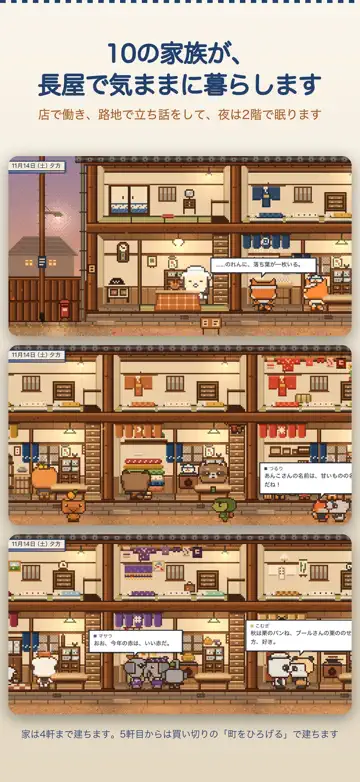 10の家族が、
長屋で気ままに暮らします
店で働き、路地で立ち話をして、夜は2階で眠ります
11月14日(土) 夕方
……のれんに、落ち葉が一枚いる。
11月14日(土) 夕方
つるり
あんこさんの名前は、甘いものの名
だね！
11月14日(土) 夕方
マサつ
おお、今年の赤は、いい赤だ。
こむぎ
秋は栗のパンね、プールさんの栗ののせ
方、好き。
家は4軒まで建ちます。5軒目からは買い切りの「町をひろげる」で建ちます